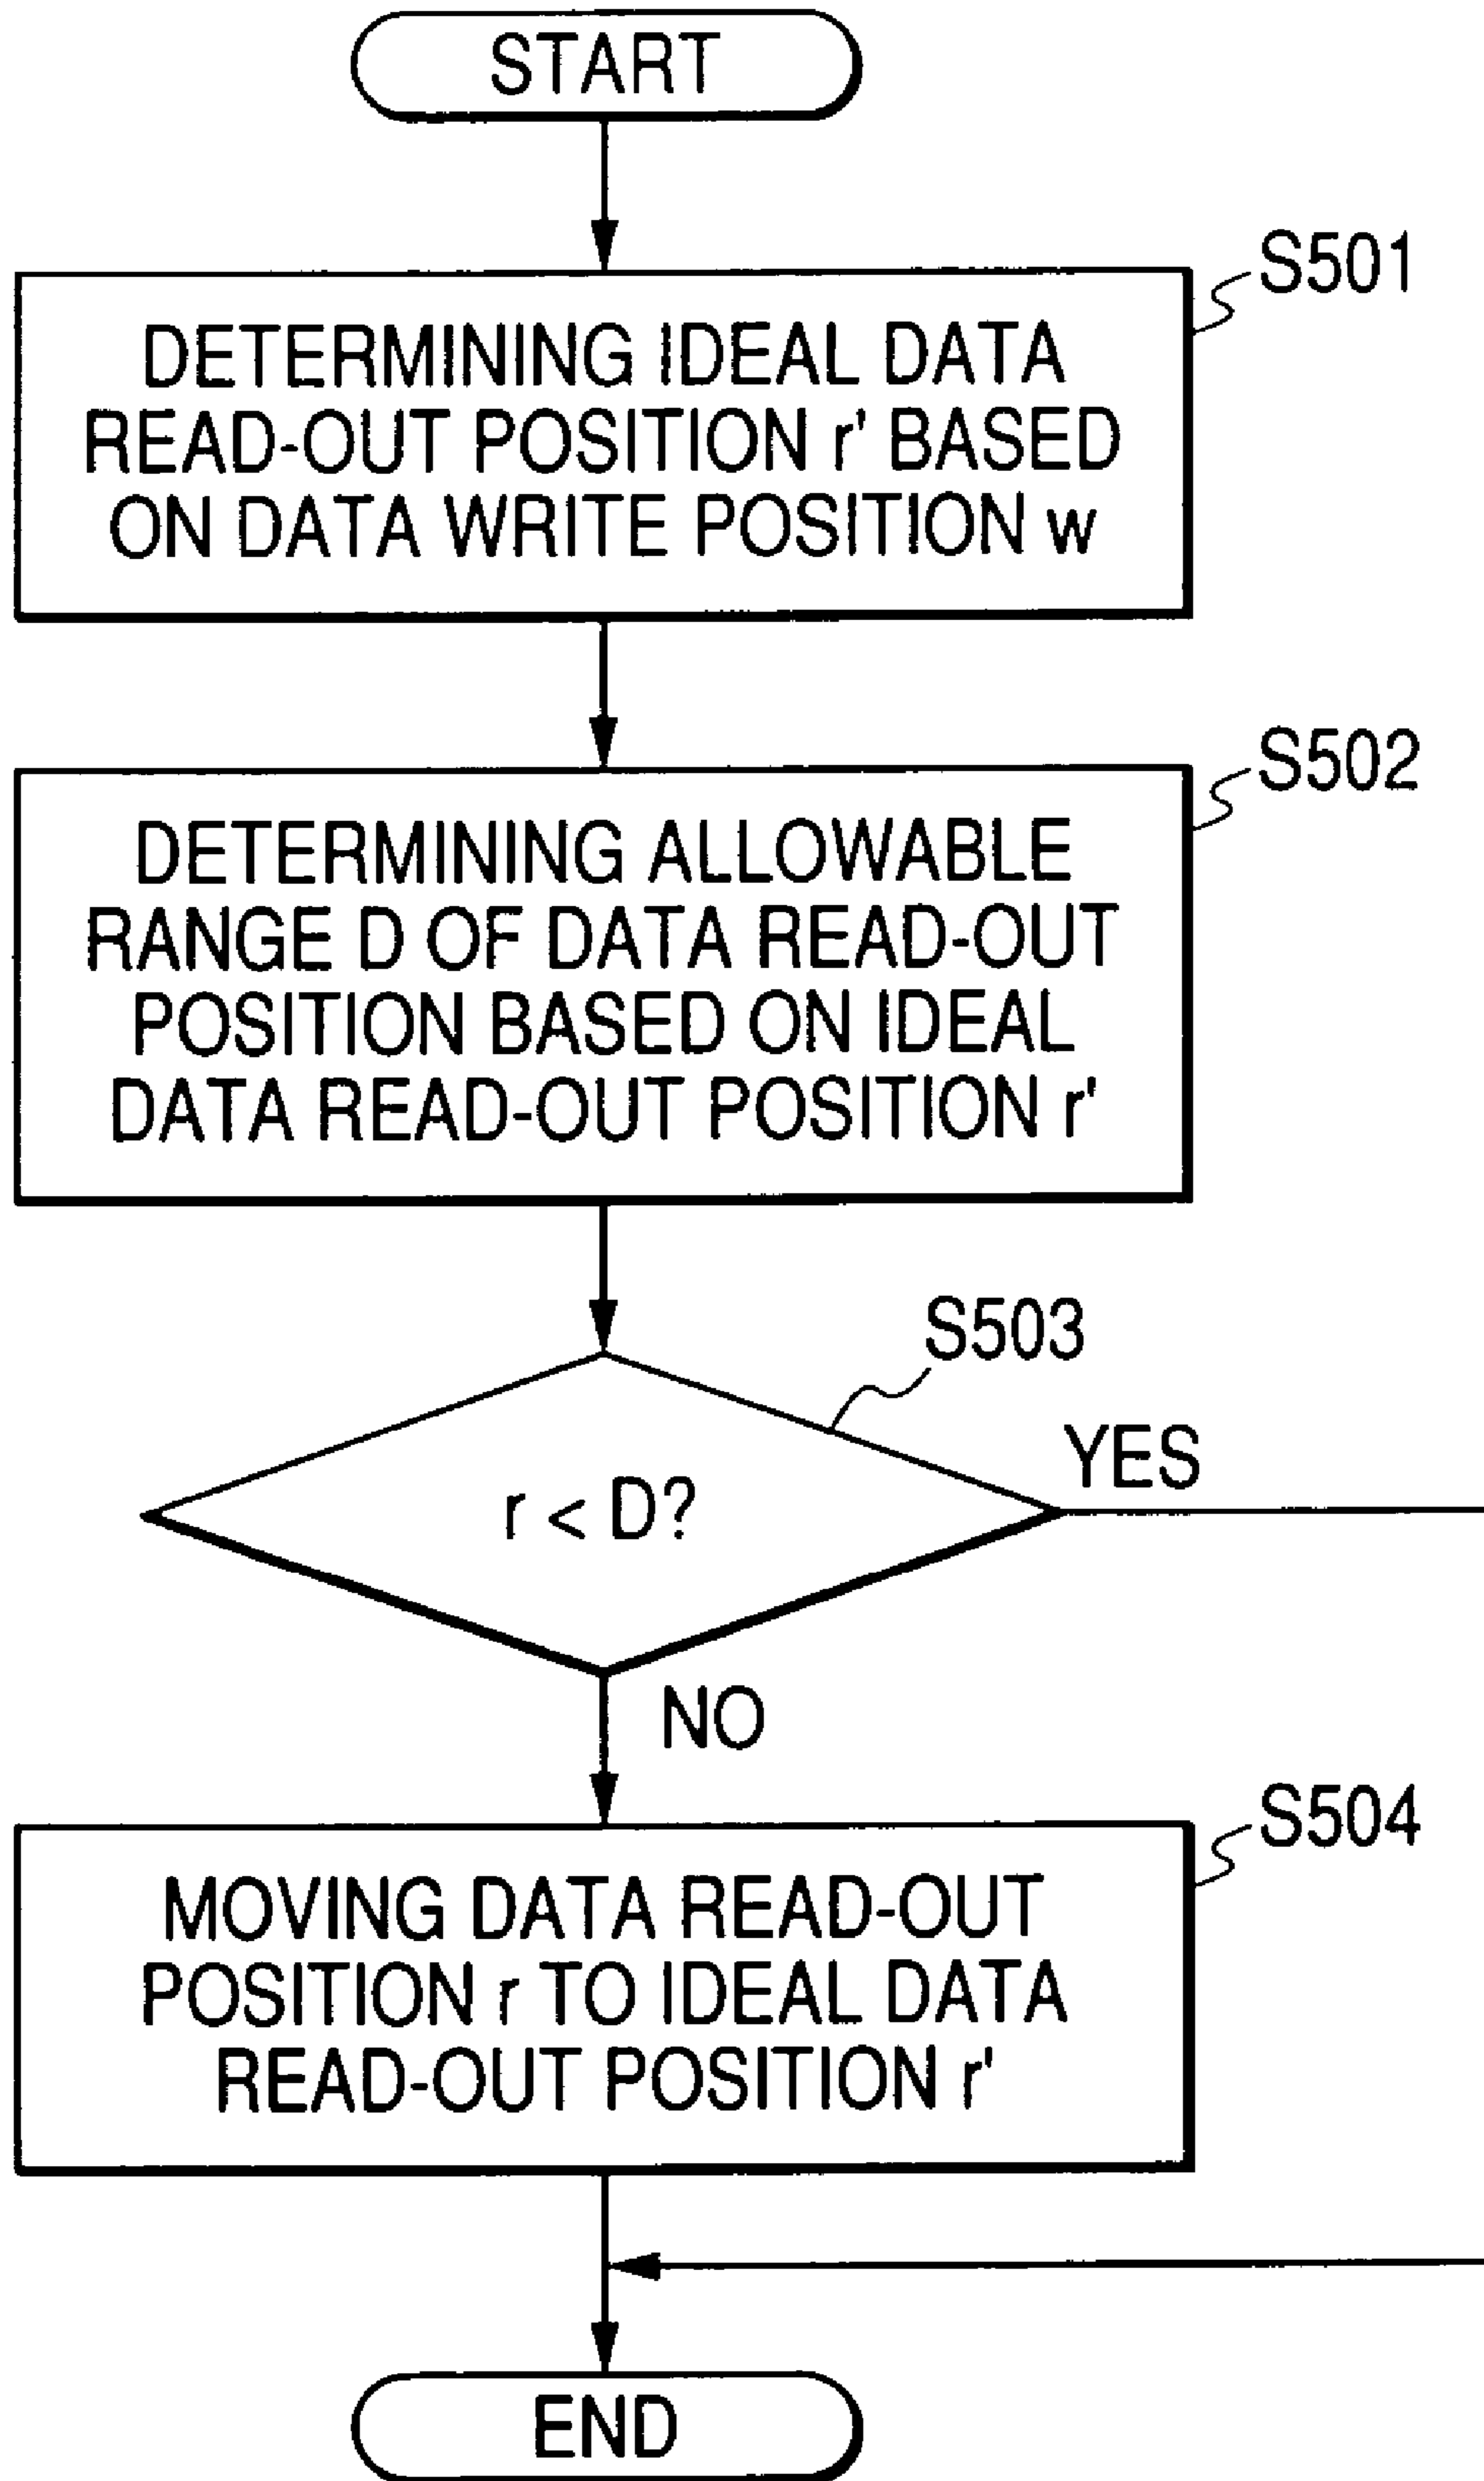 START
S501
DETERMINING IDEAL DATA
READ-OUT POSITION r' BASED
ON DATA WRITE POSITION w
S502
DETERMINING ALLOWABLE
RANGE D OF DATA READ-OUT
POSITION BASED ON IDEAL
DATA READ-OUT POSITION r'
S503
r < D?
YES
NO
S504
MOVING DATA READ-OUT
POSITION r TO IDEAL DATA
READ-OUT POSITION r'
END